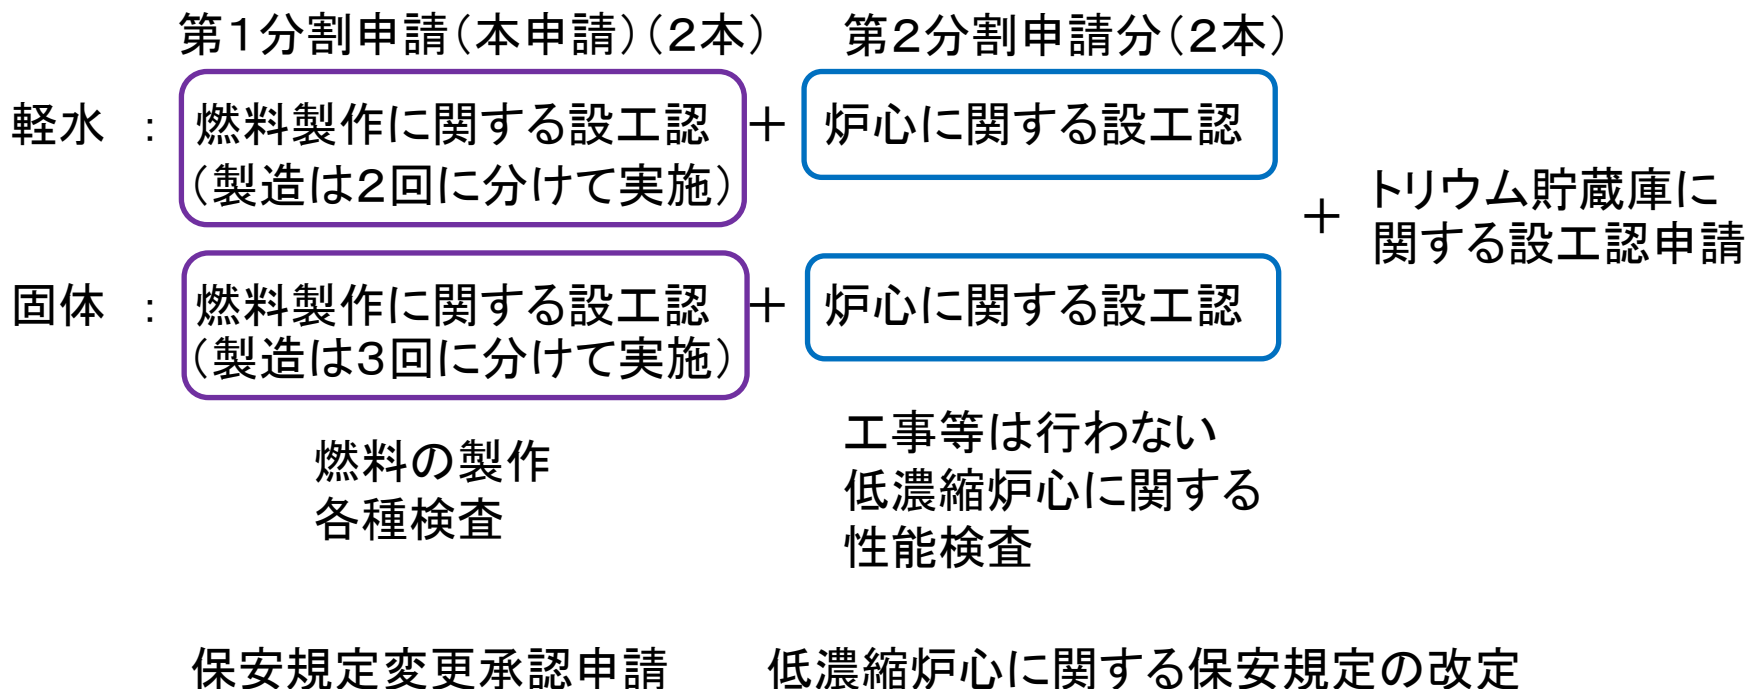 第1分割申請(本申請)(2本) 第2分割申請分(2本)
軽水 : 燃料製作に関する設工認 + 炉心に関する設工認
(製造は2回に分けて実施)
+ トリウム貯蔵庫に
関する設工認申請
固体 : 燃料製作に関する設工認 + 炉心に関する設工認
(製造は3回に分けて実施)
燃料の製作
各種検査
工事等は行わない
低濃縮炉心に関する
性能検査
保安規定変更承認申請 低濃縮炉心に関する保安規定の改定